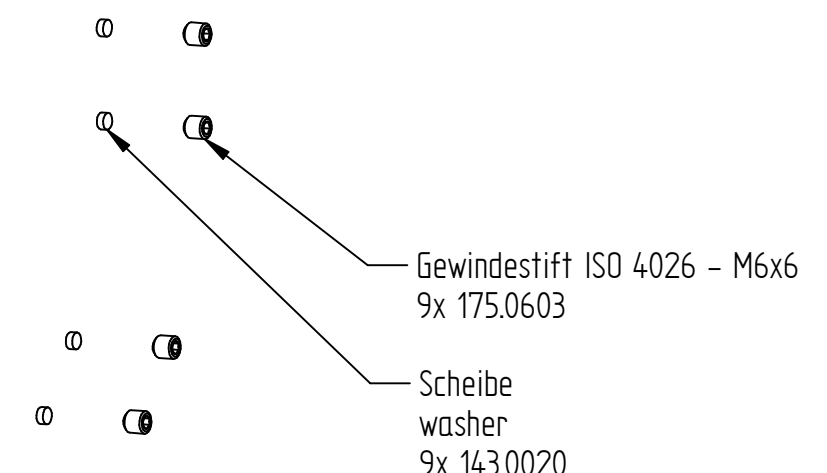 Gewindestift ISO 4026 - M6x6
9x 175.0603
Scheibe
washer
9x 143.0020